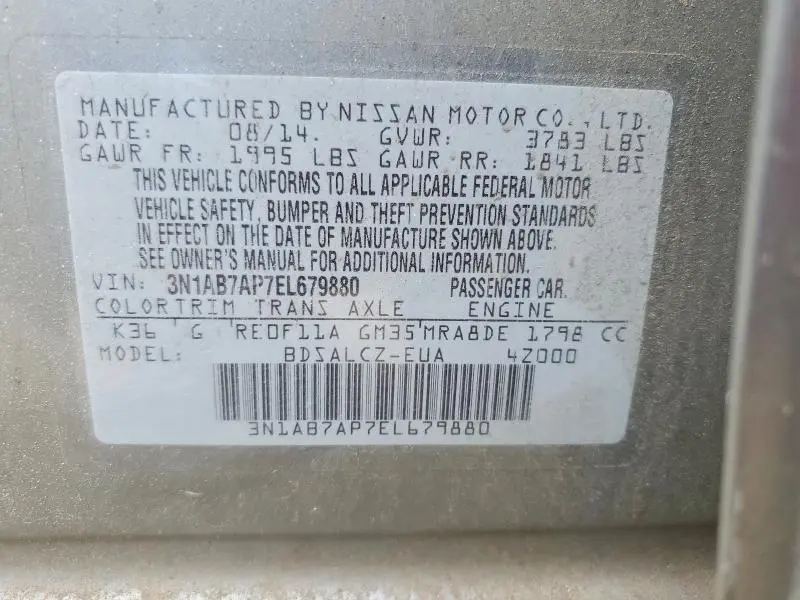 MANUFACTURED BY NISSAN MOTOR CO., LTD.
DATE: 08/14. GVWR: 3783 LBS
GAWR FR: 1995 LBS GAWR RR: 1841 LBS
THIS VEHICLE CONFORMS TO ALL APPLICABLE FEDERAL MOTOR
VEHICLE SAFETY, BUMPER AND THEFT PREVENTION STANDARDS
IN EFFECT ON THE DATE OF MANUFACTURE SHOWN ABOVE.
SEE OWNER'S MANUAL FOR ADDITIONAL INFORMATION.
VIN: 3N1AB7AP7EL679880 PASSENGER CAR
COLOR TRIM TRANS AXLE ENGINE
K36 G RE0F11A GM35 MRA8DE 1798 CC
MODEL: BDSALCZ-EUA 4Z000
3N1AB7AP7EL679880